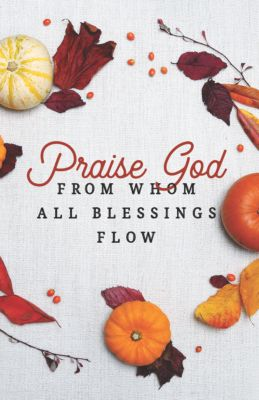 Praise God
FROM WHOM
ALL BLESSINGS
FLOW